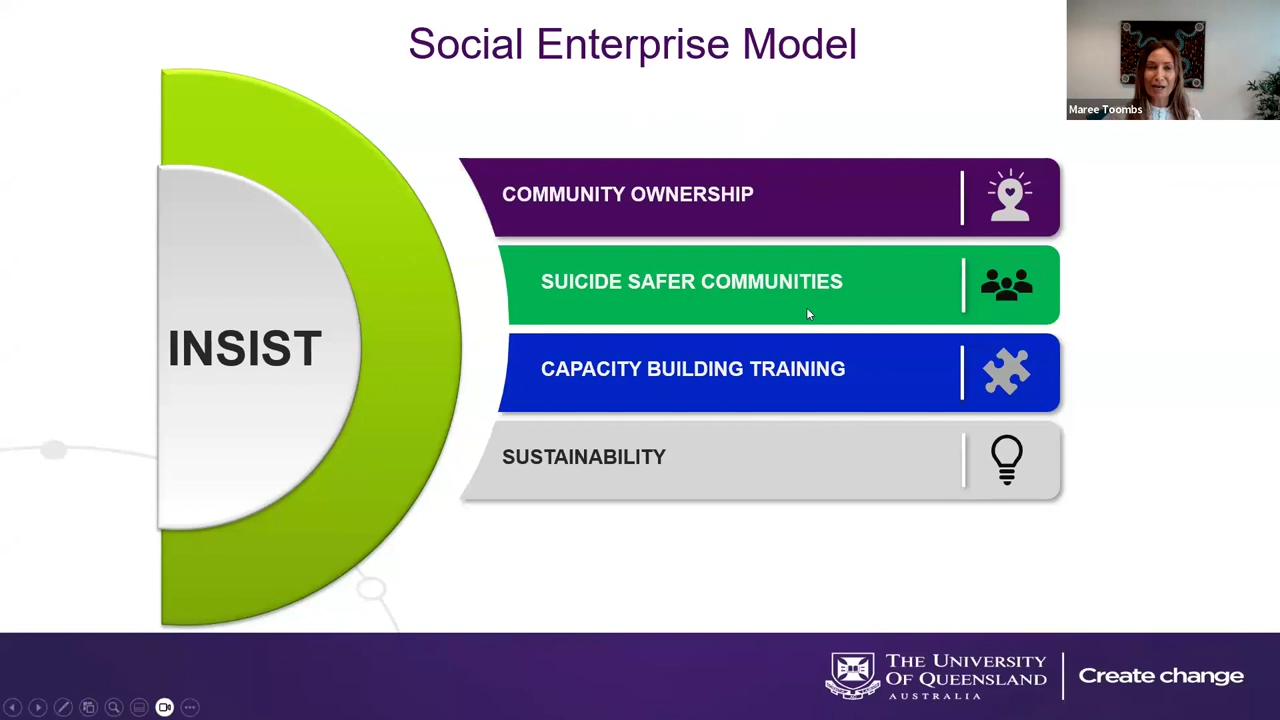 Social Enterprise Model
Maree Toombs
COMMUNITY OWNERSHIP
SUICIDE SAFER COMMUNITIES
INSIST
CAPACITY BUILDING TRAINING
SUSTAINABILITY
THE UNIVERSITY
OF QUEENSLAND
AUSTRALIA
Create change